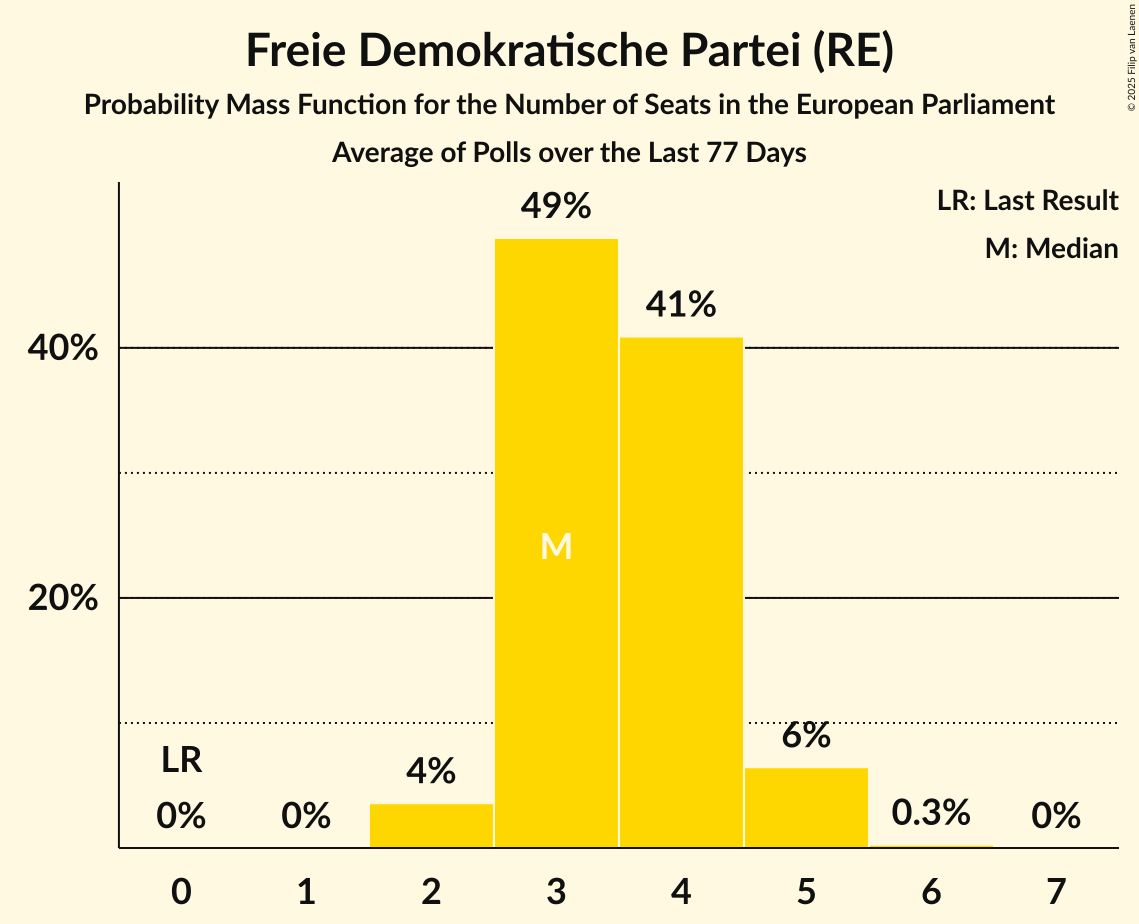 Freie Demokratische Partei (RE)
Probability Mass Function for the Number of Seats in the European Parliament
Average of Polls over the Last 77 Days
© 2025 Filip van Laenen
LR: Last Result
M: Median
49%
41%
40%
M
20%
LR
6%
4%
0%
0%
0.3%
0%
0
1
2
3
4
5
6
7